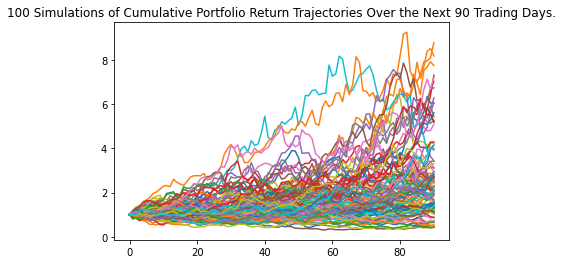 100 Simulations of Cumulative Portfolio Return Trajectories Over the Next 90 Trading Days.
8
6
4
2
0
0 20 40 60 80